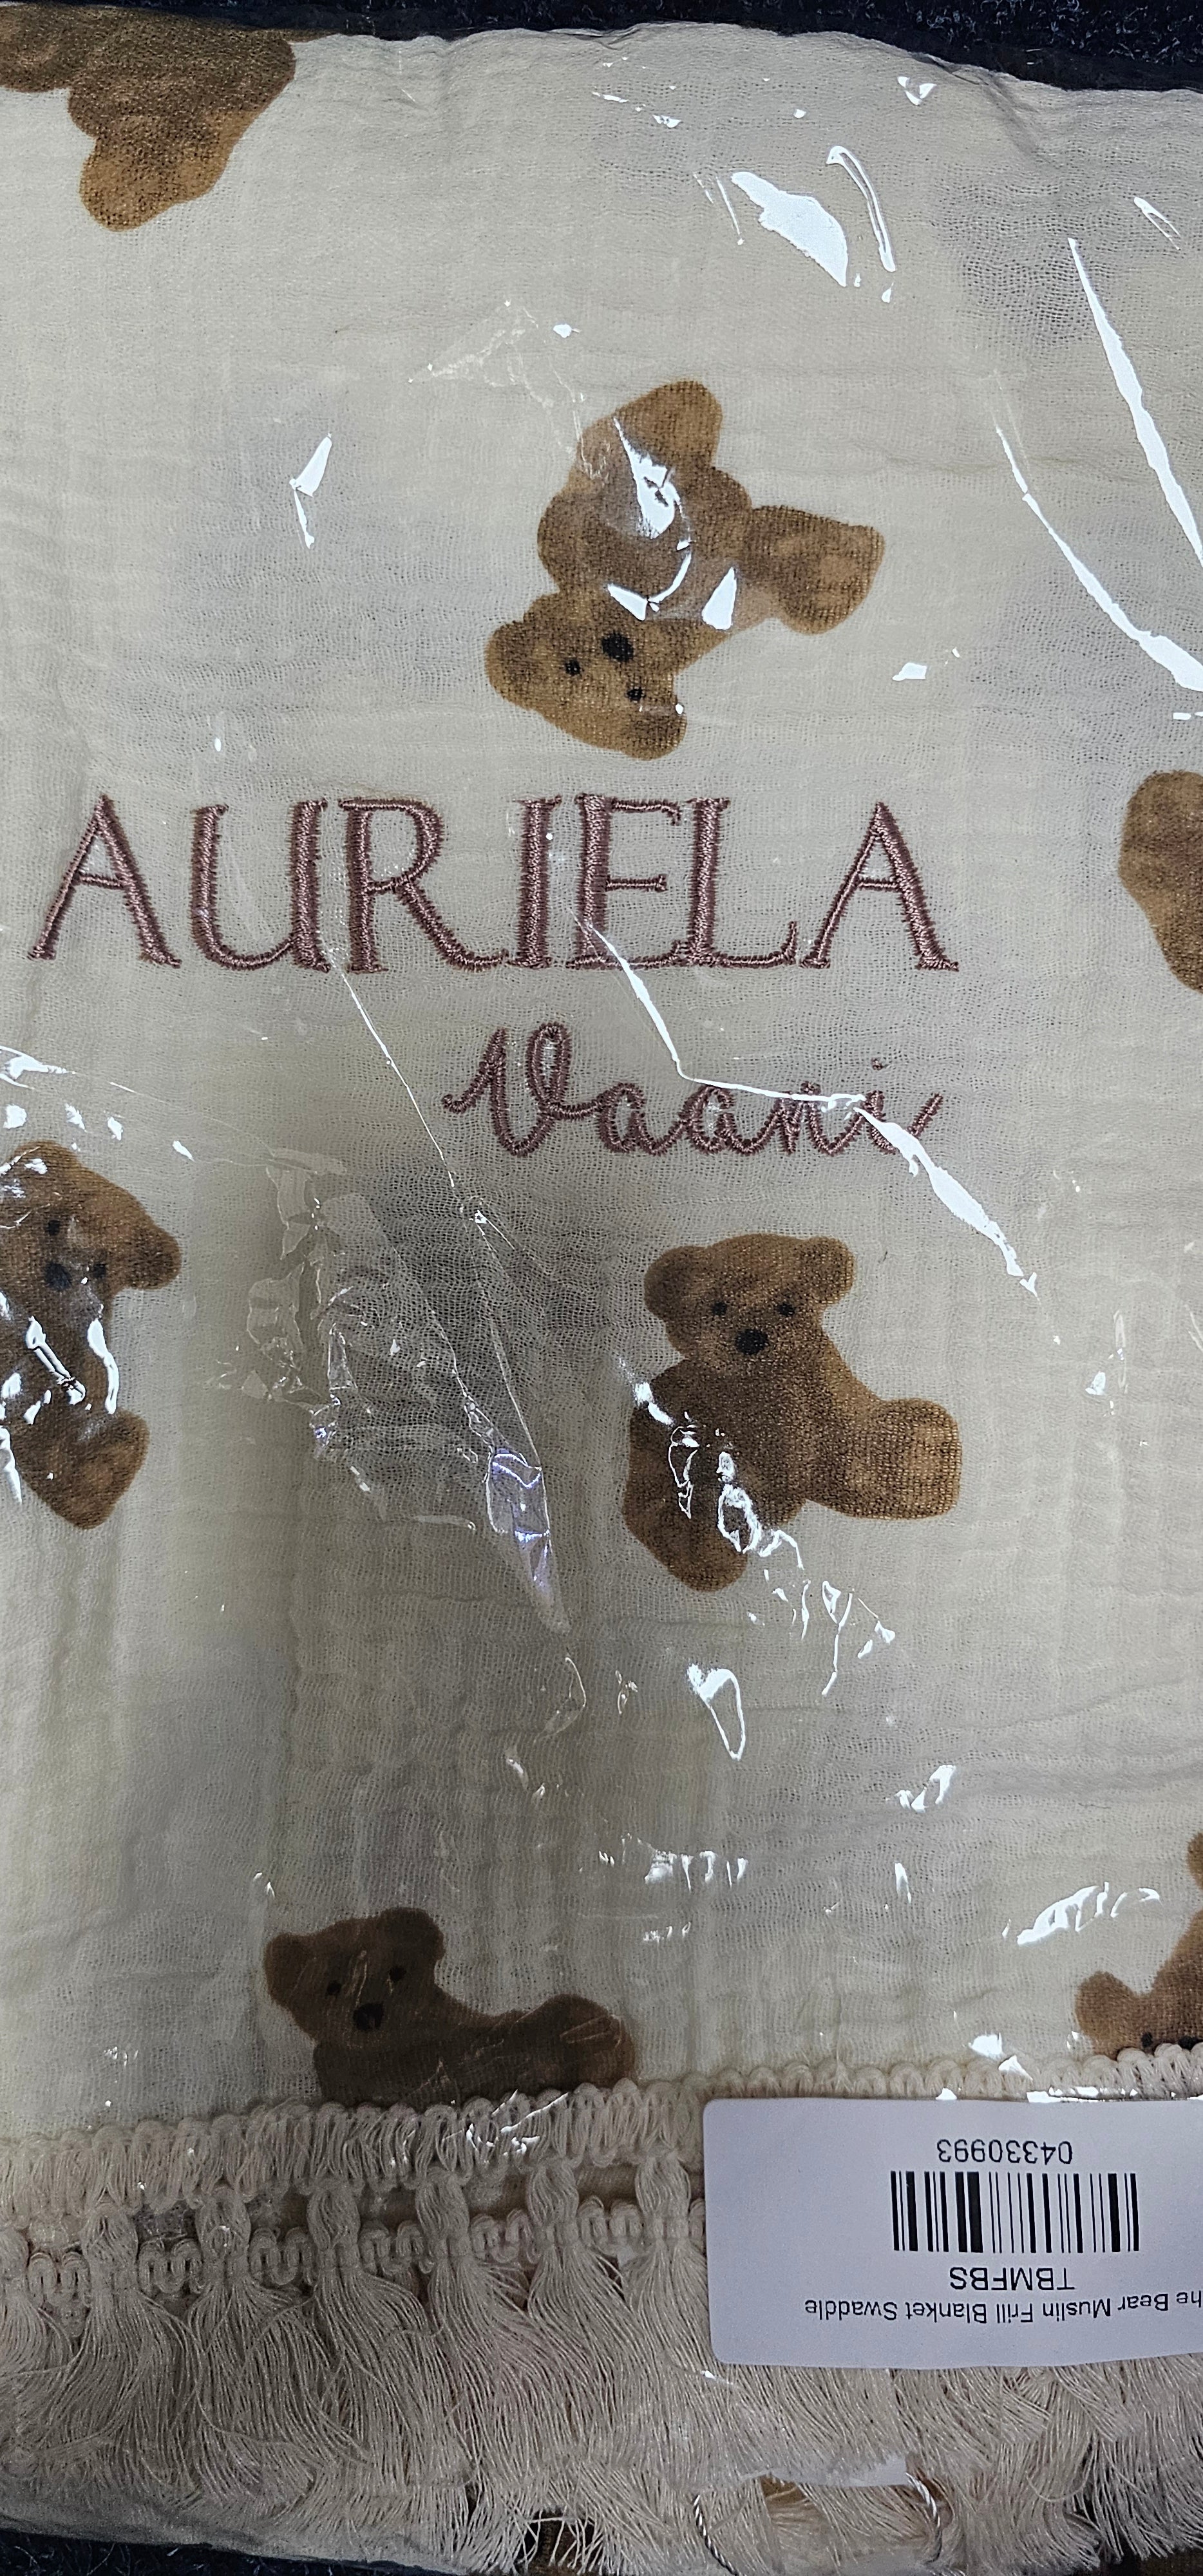 AURIELA
Vaani
he Bear Muslin Frill Blanket Swaddle
TBMFBS
04330993